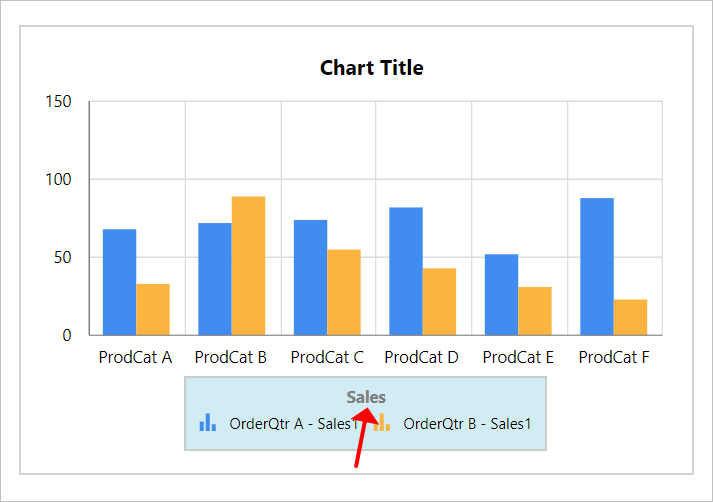 Chart Title
150
100
50
0
ProdCat A ProdCat B ProdCat C ProdCat D ProdCat E ProdCat F
Sales
OrderQtr A - Sales1 OrderQtr B - Sales1